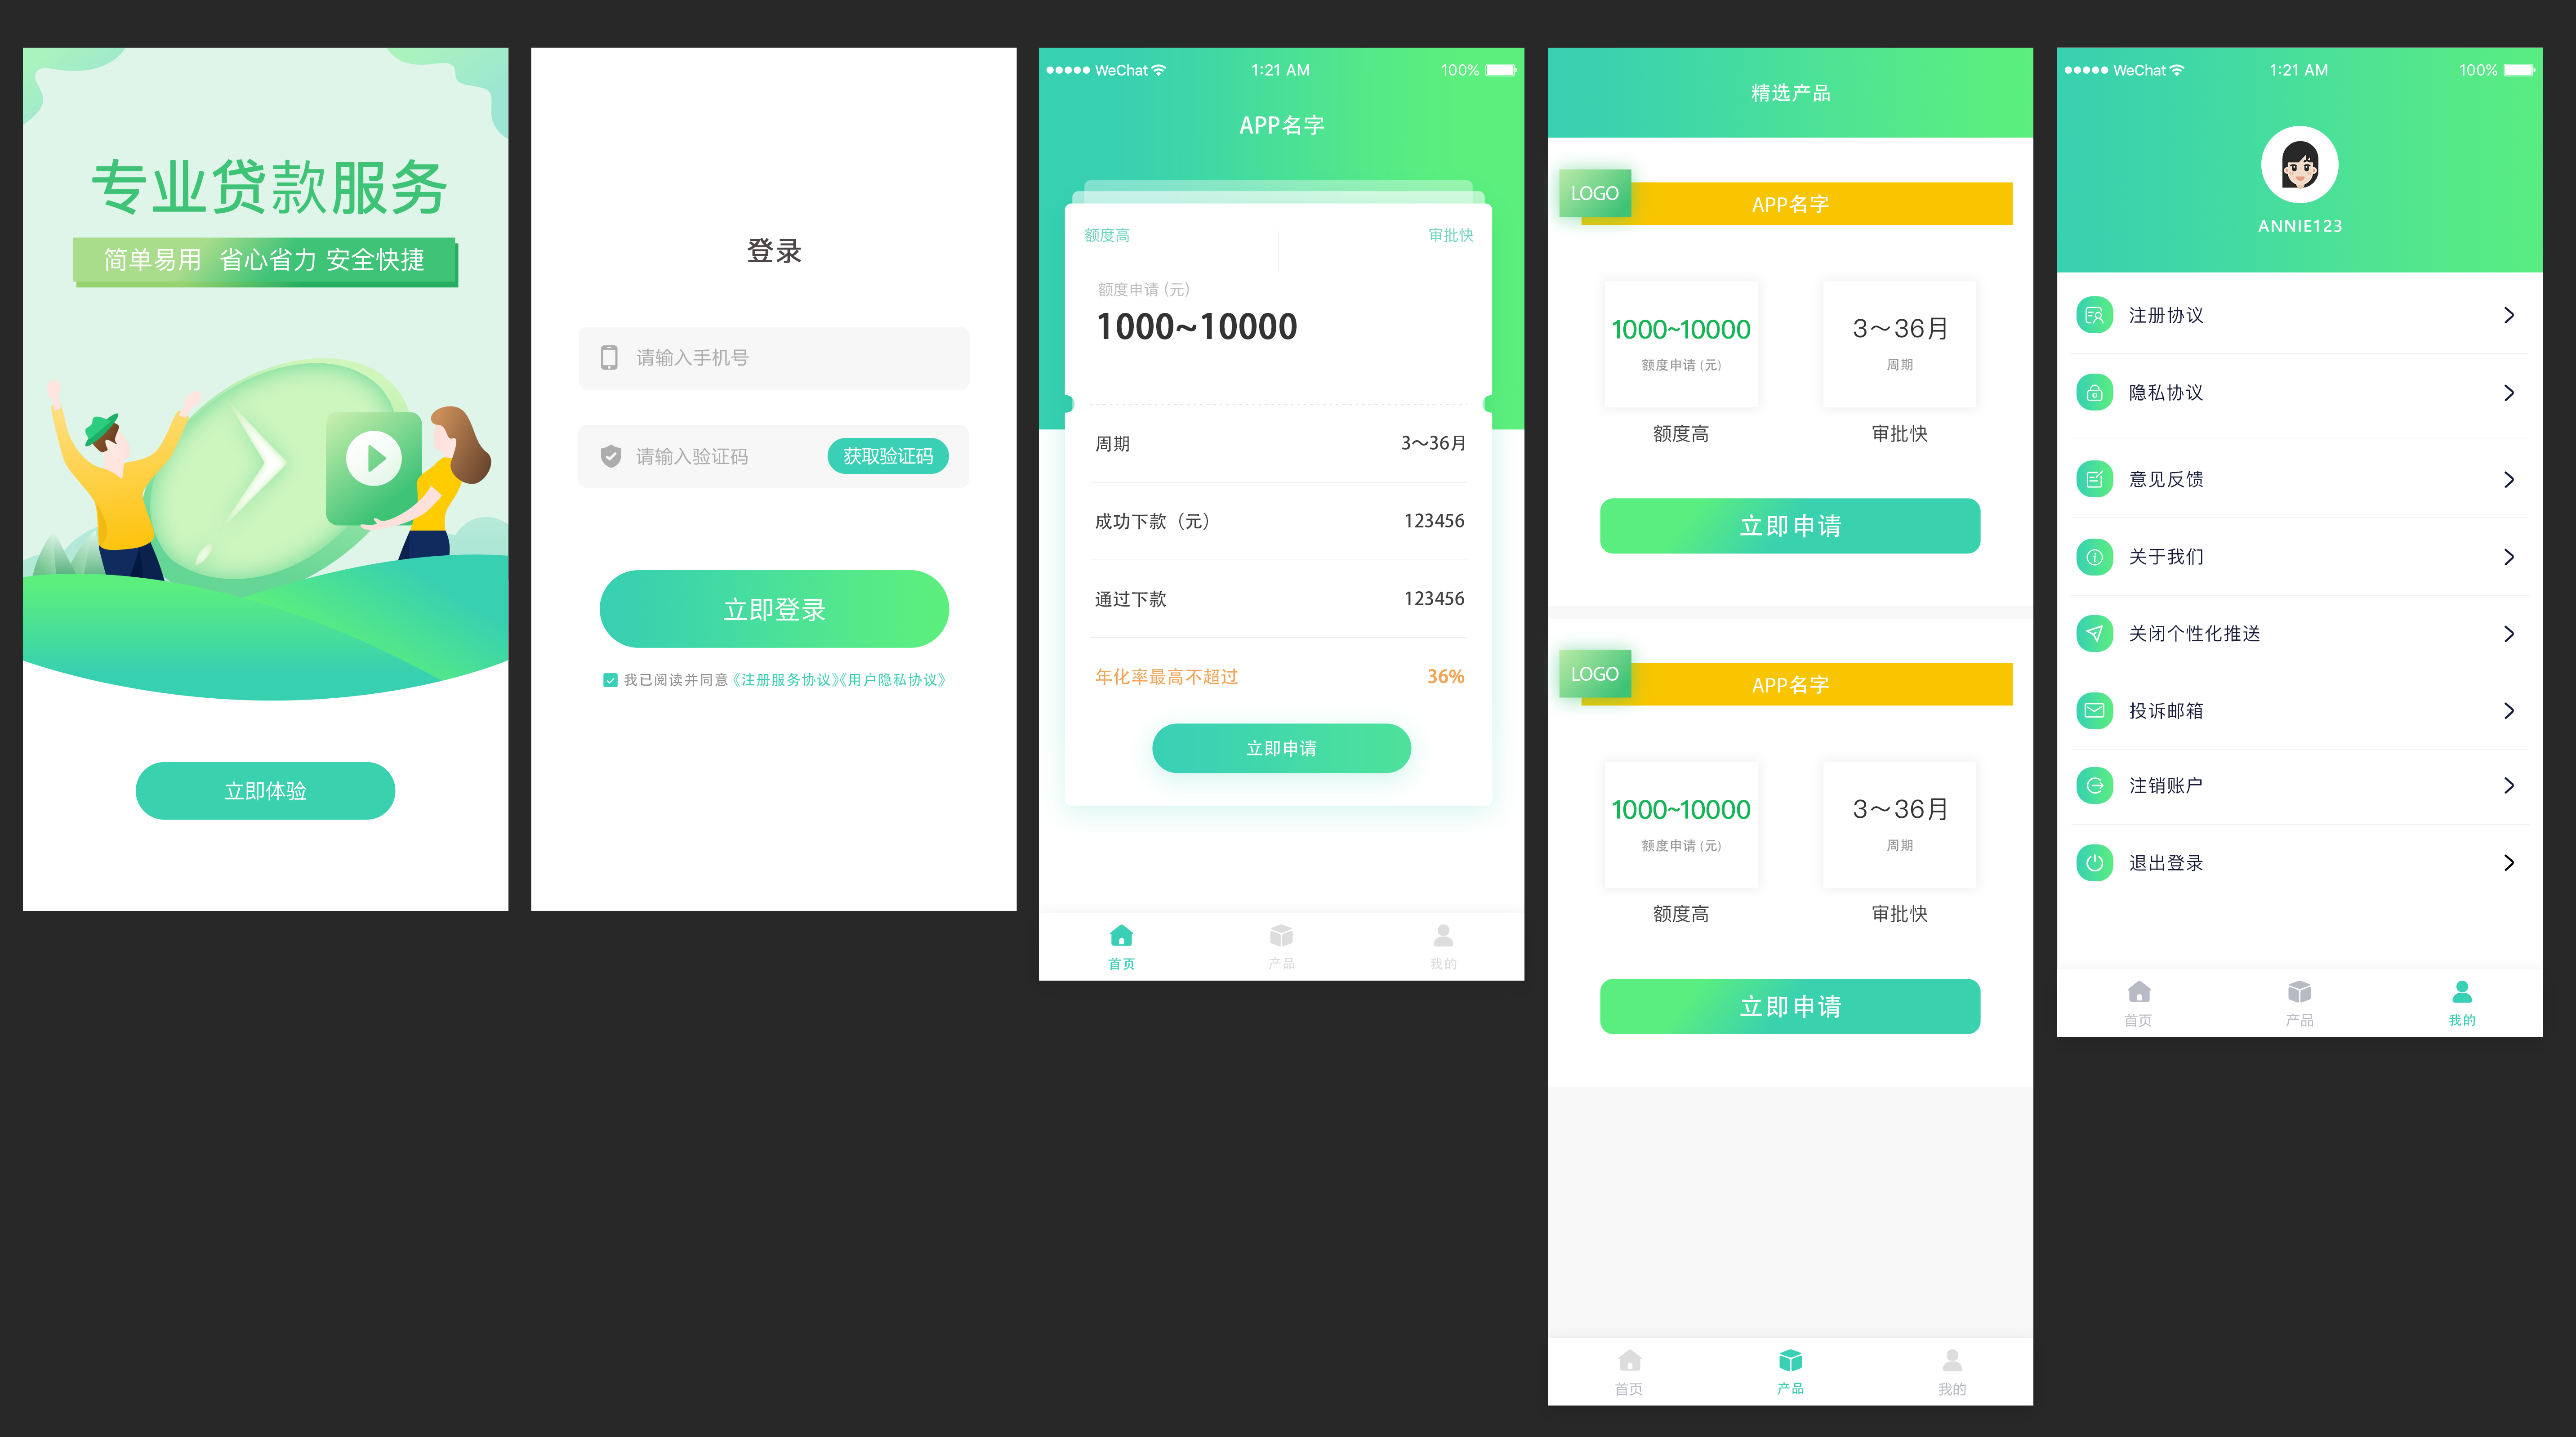 专业贷款服务
简单易用 省心省力 安全快捷
立即体验
登录
请输入手机号
请输入验证码
获取验证码
立即登录
我已阅读并同意《注册服务协议》《用户隐私协议》
WeChat 1:21 AM 100%
APP名字
额度高 审批快
额度申请 (元)
1000~10000
周期 3～36月
成功下款（元） 123456
通过下款 123456
年化率最高不超过 36%
立即申请
首页 产品 我的
精选产品
LOGO
APP名字
1000~10000 3～36月
额度申请 (元) 周期
额度高 审批快
立即申请
LOGO
APP名字
1000~10000 3～36月
额度申请 (元) 周期
额度高 审批快
立即申请
首页 产品 我的
WeChat 1:21 AM 100%
ANNIE123
注册协议
隐私协议
意见反馈
关于我们
关闭个性化推送
投诉邮箱
注销账户
退出登录
首页 产品 我的